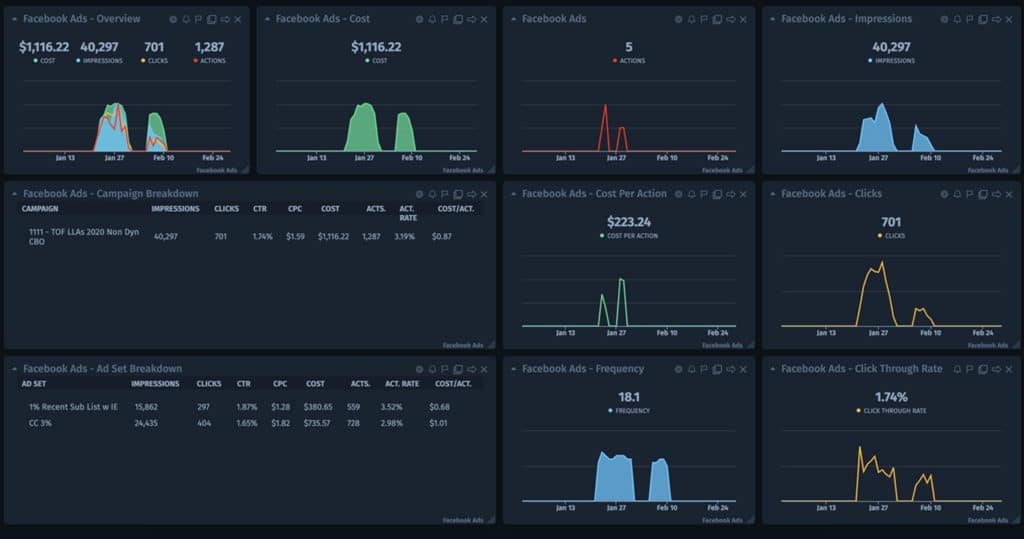 Facebook Ads - Overview
$1,116.22 40,297 701 1,287
COST IMPRESSIONS CLICKS ACTIONS
Jan 13 Jan 27 Feb 10 Feb 24
Facebook Ads
Facebook Ads - Cost
$1,116.22
COST
Jan 13 Jan 27 Feb 10 Feb 24
Facebook Ads
Facebook Ads
5
ACTIONS
Jan 13 Jan 27 Feb 10 Feb 24
Facebook Ads
Facebook Ads - Impressions
40,297
IMPRESSIONS
Jan 13 Jan 27 Feb 10 Feb 24
Facebook Ads
Facebook Ads - Campaign Breakdown
CAMPAIGN IMPRESSIONS CLICKS CTR CPC COST ACTS. ACT. COST/ACT.
RATE
1111 - TOF LLAs 2020 Non Dyn
CBO
40,297 701 1.74% $1.59 $1,116.22 1,287 3.19% $0.87
Facebook Ads
Facebook Ads - Cost Per Action
$223.24
COST PER ACTION
Jan 13 Jan 27 Feb 10 Feb 24
Facebook Ads
Facebook Ads - Clicks
701
CLICKS
Jan 13 Jan 27 Feb 10 Feb 24
Facebook Ads
Facebook Ads - Ad Set Breakdown
AD SET IMPRESSIONS CLICKS CTR CPC COST ACTS. ACT. RATE COST/ACT.
1% Recent Sub List w IE 15,862 297 1.87% $1.28 $380.65 559 3.52% $0.68
CC 3% 24,435 404 1.65% $1.82 $735.57 728 2.98% $1.01
Facebook Ads
Facebook Ads - Frequency
18.1
FREQUENCY
Jan 13 Jan 27 Feb 10 Feb 24
Facebook Ads
Facebook Ads - Click Through Rate
1.74%
CLICK THROUGH RATE
Jan 13 Jan 27 Feb 10 Feb 24
Facebook Ads